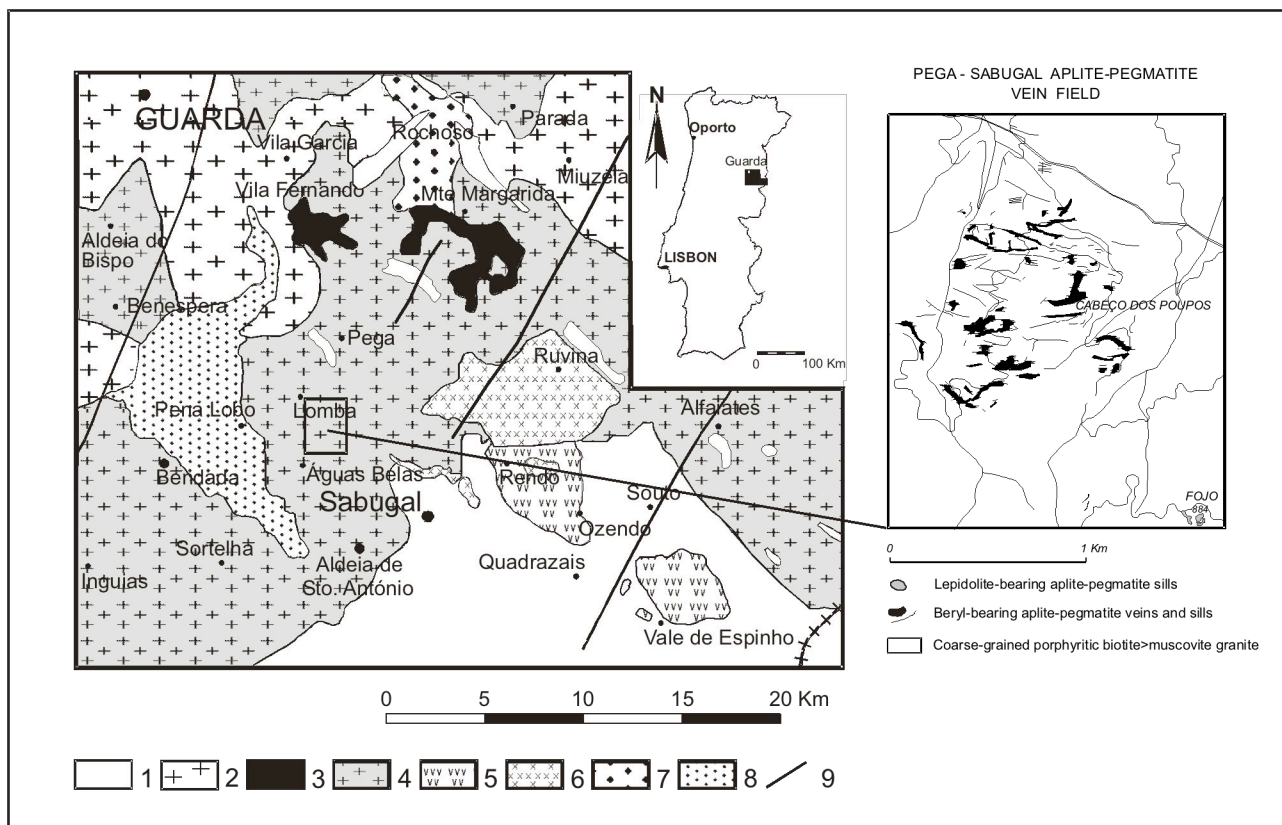 GUARDA
Vila Garcia
Rochoso
Parada
Vila Fernando
Mte Margarida
Miuzela
Aldeia do
Bispo
Benespera
Pega
Ruvina
Pena Lobo
Lomba
Alfaiates
Bendada
Águas Belas
Rendo
Sabugal
Souto
Ozendo
Sortelha
Quadrazais
Inguias
Aldeia de
Sto. António
Vale de Espinho
N
Oporto
Guarda
LISBON
0 100 Km
PEGA - SABUGAL APLITE-PEGMATITE
VEIN FIELD
CABEÇO DOS POUPOS
FOJO
884
0 1 Km
Lepidolite-bearing aplite-pegmatite sills
Beryl-bearing aplite-pegmatite veins and sills
Coarse-grained porphyritic biotite>muscovite granite
0 5 10 15 20 Km
1 2 3 4 5 6 7 8 9